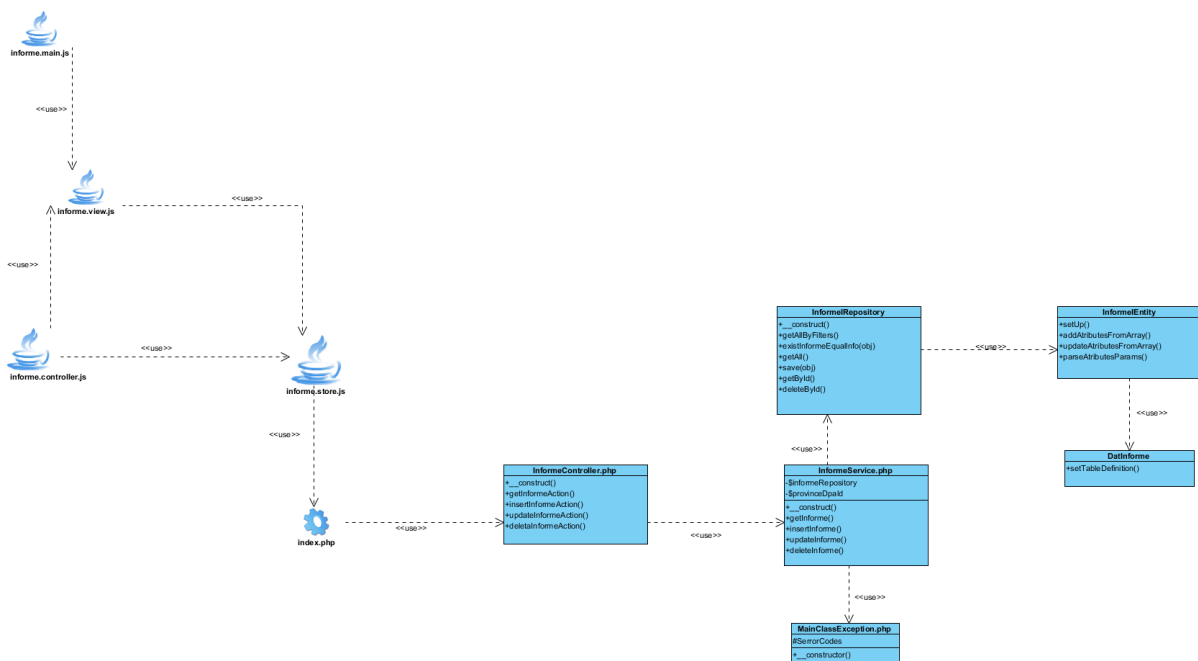 informe.main.js
<<use>>
informe.view.js
<<use>>
<<use>>
informe.controller.js
<<use>>
informe.store.js
<<use>>
index.php
<<use>>
InformeController.php
+__construct()
+getInformeAction()
+insertInformeAction()
+updateInformeAction()
+deletaInformeAction()
<<use>>
InformeService.php
-$informeRepository
-$provinceDpaId
+__construct()
+getInforme()
+insertInforme()
+updateInforme()
+deleteInforme()
<<use>>
InformeIRepository
+__construct()
+getAllByFilters()
+existInformeEqualInfo(obj)
+getAll()
+save(obj)
+getById()
+deleteById()
<<use>>
InformeIEntity
+setUp()
+addAtributesFromArray()
+updateAtributesFromArray()
+parseAtributesParams()
<<use>>
DatInforme
+setTableDefinition()
<<use>>
MainClassException.php
#SerrorCodes
+__constructor()